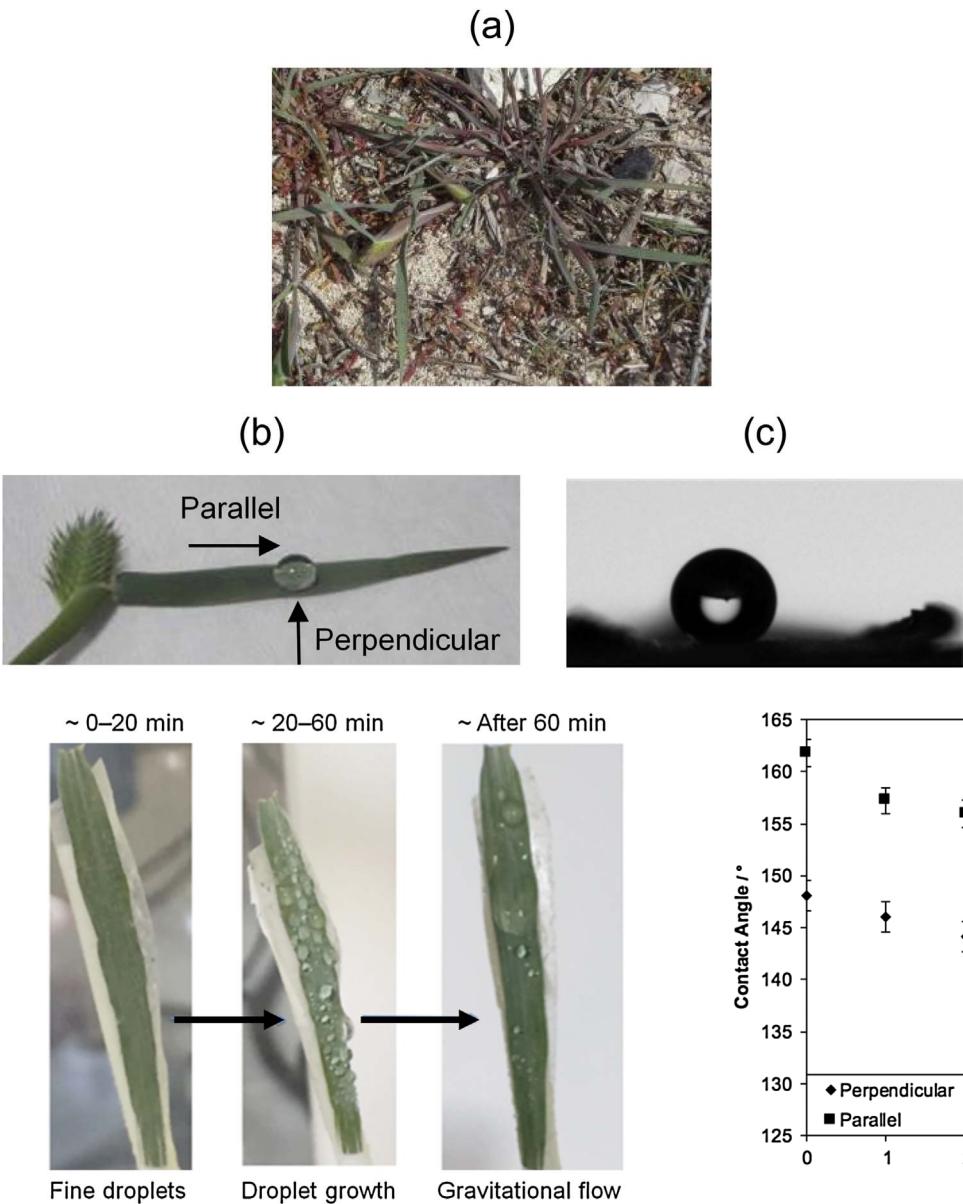 (a)
(b)
(c)
Parallel
Perpendicular
~ 0–20 min
~ 20–60 min
~ After 60 min
Fine droplets
Droplet growth
Gravitational flow
Contact Angle / °
165
160
155
150
145
140
135
130
125
Perpendicular
Parallel
0
1